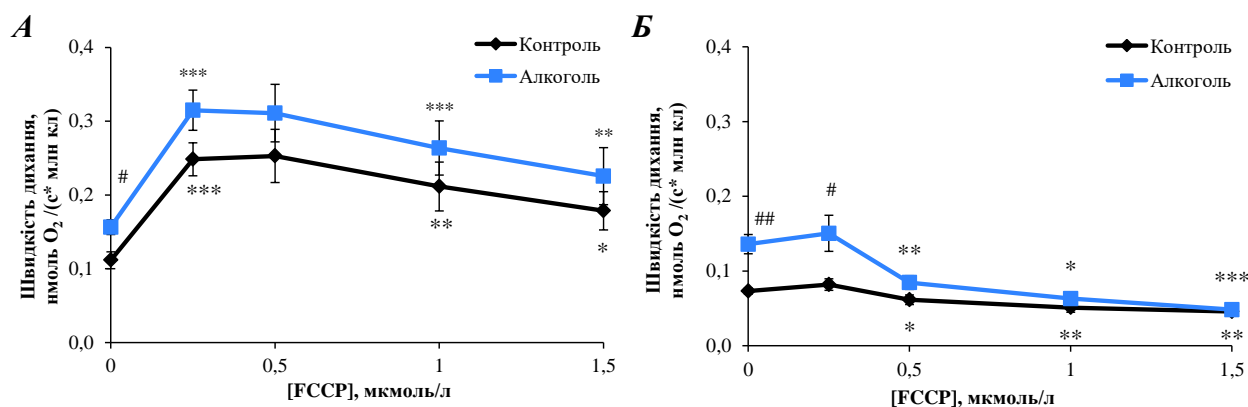 А
0,4
0,3
0,2
0,1
0,0
0
0,5
1
1,5
Швидкість дихання,
нмоль O₂ /(с* млн кл)
[FCCP], мкмоль/л
Контроль
Алкоголь
#
***
***
***
**
**
*
Б
0,4
0,3
0,2
0,1
0,0
0
0,5
1
1,5
Швидкість дихання,
нмоль O₂ /(с* млн кл)
[FCCP], мкмоль/л
Контроль
Алкоголь
##
#
**
*
*
**
***
**